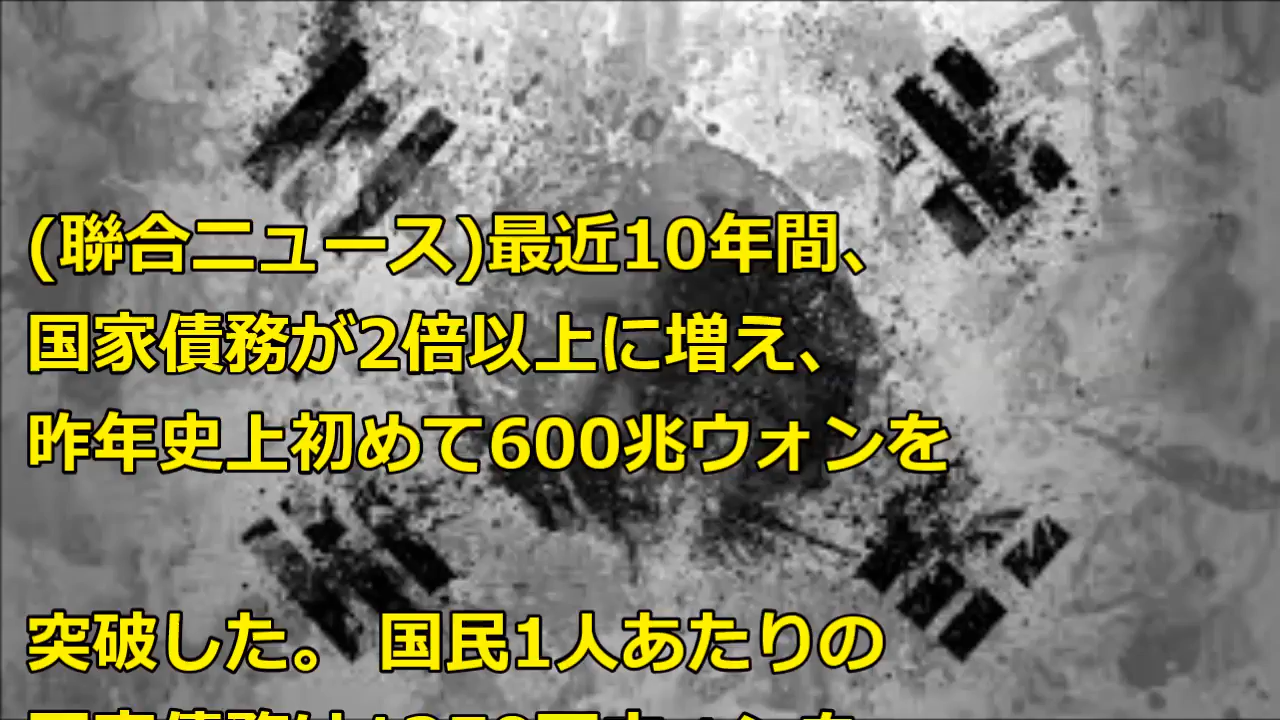 (聯合ニュース)最近10年間、
国家債務が2倍以上に増え、
昨年史上初めて600兆ウォンを
突破した。 国民1人あたりの